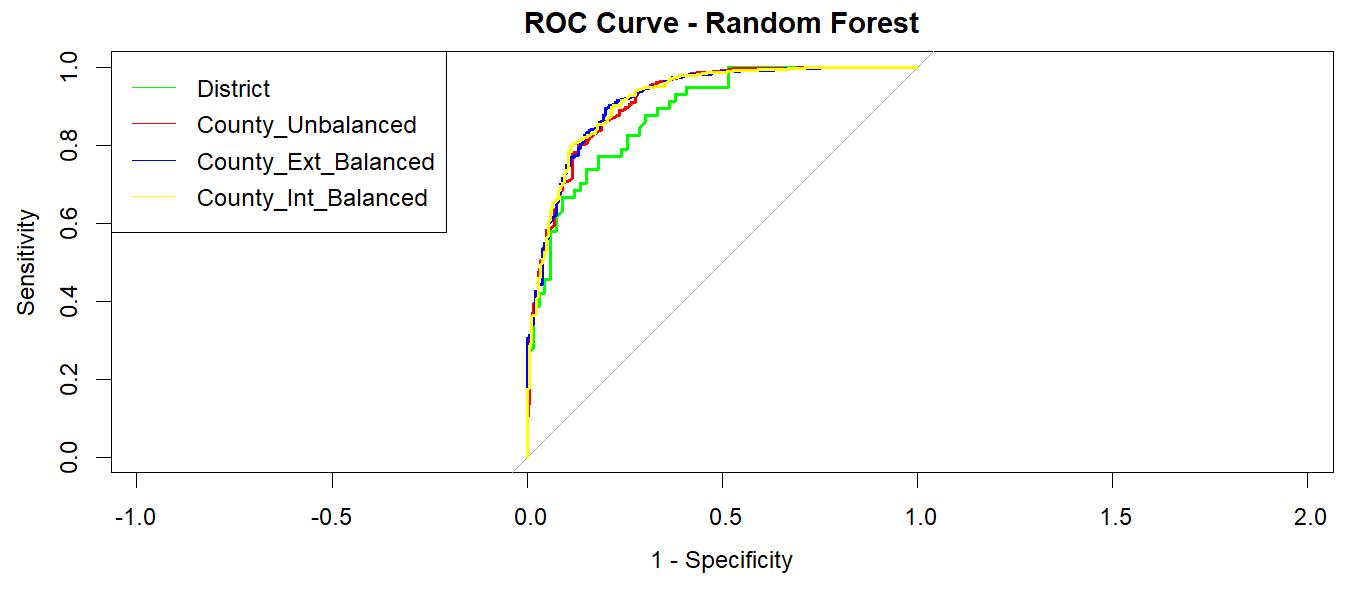 ROC Curve - Random Forest
District
County_Unbalanced
County_Ext_Balanced
County_Int_Balanced
Sensitivity
1.0
0.8
0.6
0.4
0.2
0.0
-1.0 -0.5 0.0 0.5 1.0 1.5 2.0
1 - Specificity